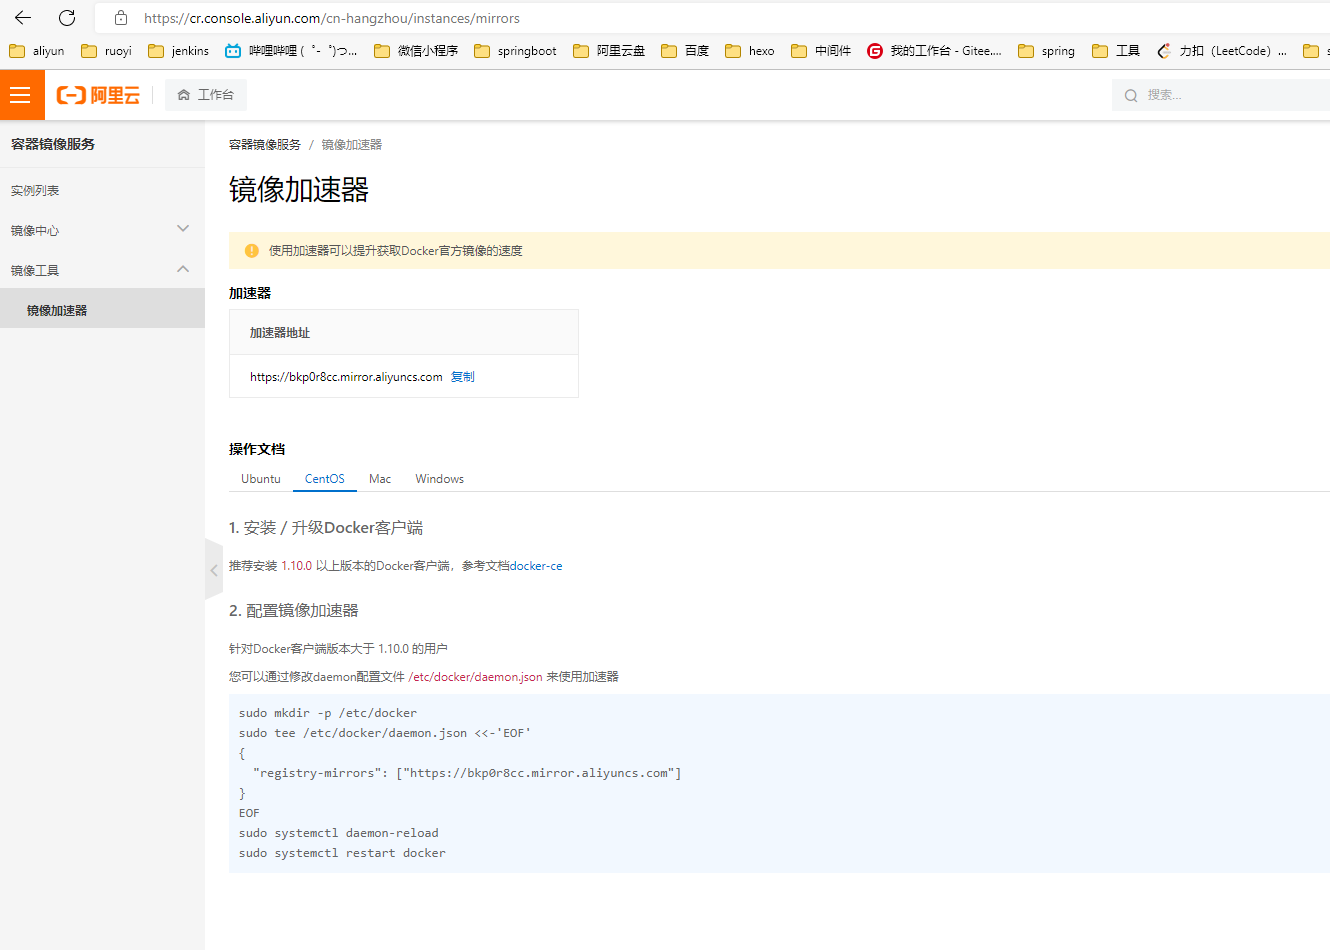 https://cr.console.aliyun.com/cn-hangzhou/instances/mirrors
aliyun ruoyi jenkins 哔哩哔哩 (゜-゜)つ... 微信小程序 springboot 阿里云盘 百度 hexo 中间件 我的工作台 - Gitee.... spring 工具 力扣（LeetCode）...
阿里云 工作台 搜索...
容器镜像服务
实例列表
镜像中心
镜像工具
镜像加速器
容器镜像服务 / 镜像加速器
镜像加速器
使用加速器可以提升获取Docker官方镜像的速度
加速器
加速器地址
https://bkp0r8cc.mirror.aliyuncs.com 复制
操作文档
Ubuntu CentOS Mac Windows
1. 安装 / 升级Docker客户端
推荐安装 1.10.0 以上版本的Docker客户端，参考文档docker-ce
2. 配置镜像加速器
针对Docker客户端版本大于 1.10.0 的用户
您可以通过修改daemon配置文件 /etc/docker/daemon.json 来使用加速器
sudo mkdir -p /etc/docker
sudo tee /etc/docker/daemon.json <<-'EOF'
{
  "registry-mirrors": ["https://bkp0r8cc.mirror.aliyuncs.com"]
}
EOF
sudo systemctl daemon-reload
sudo systemctl restart docker